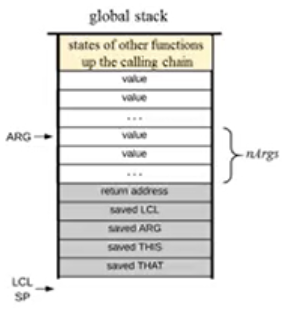 global stack
states of other functions
up the calling chain
value
value
...
ARG
value
value
nArgs
...
return address
saved LCL
saved ARG
saved THIS
saved THAT
LCL
SP